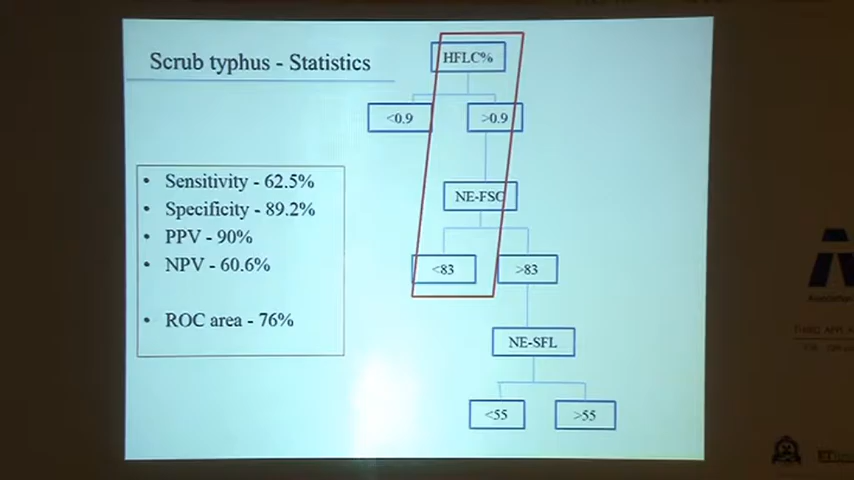 Scrub typhus - Statistics
HFLC%
<0.9
>0.9
• Sensitivity - 62.5%
• Specificity - 89.2%
• PPV - 90%
• NPV - 60.6%
• ROC area - 76%
NE-FSC
<83
>83
NE-SFL
<55
>55
Association